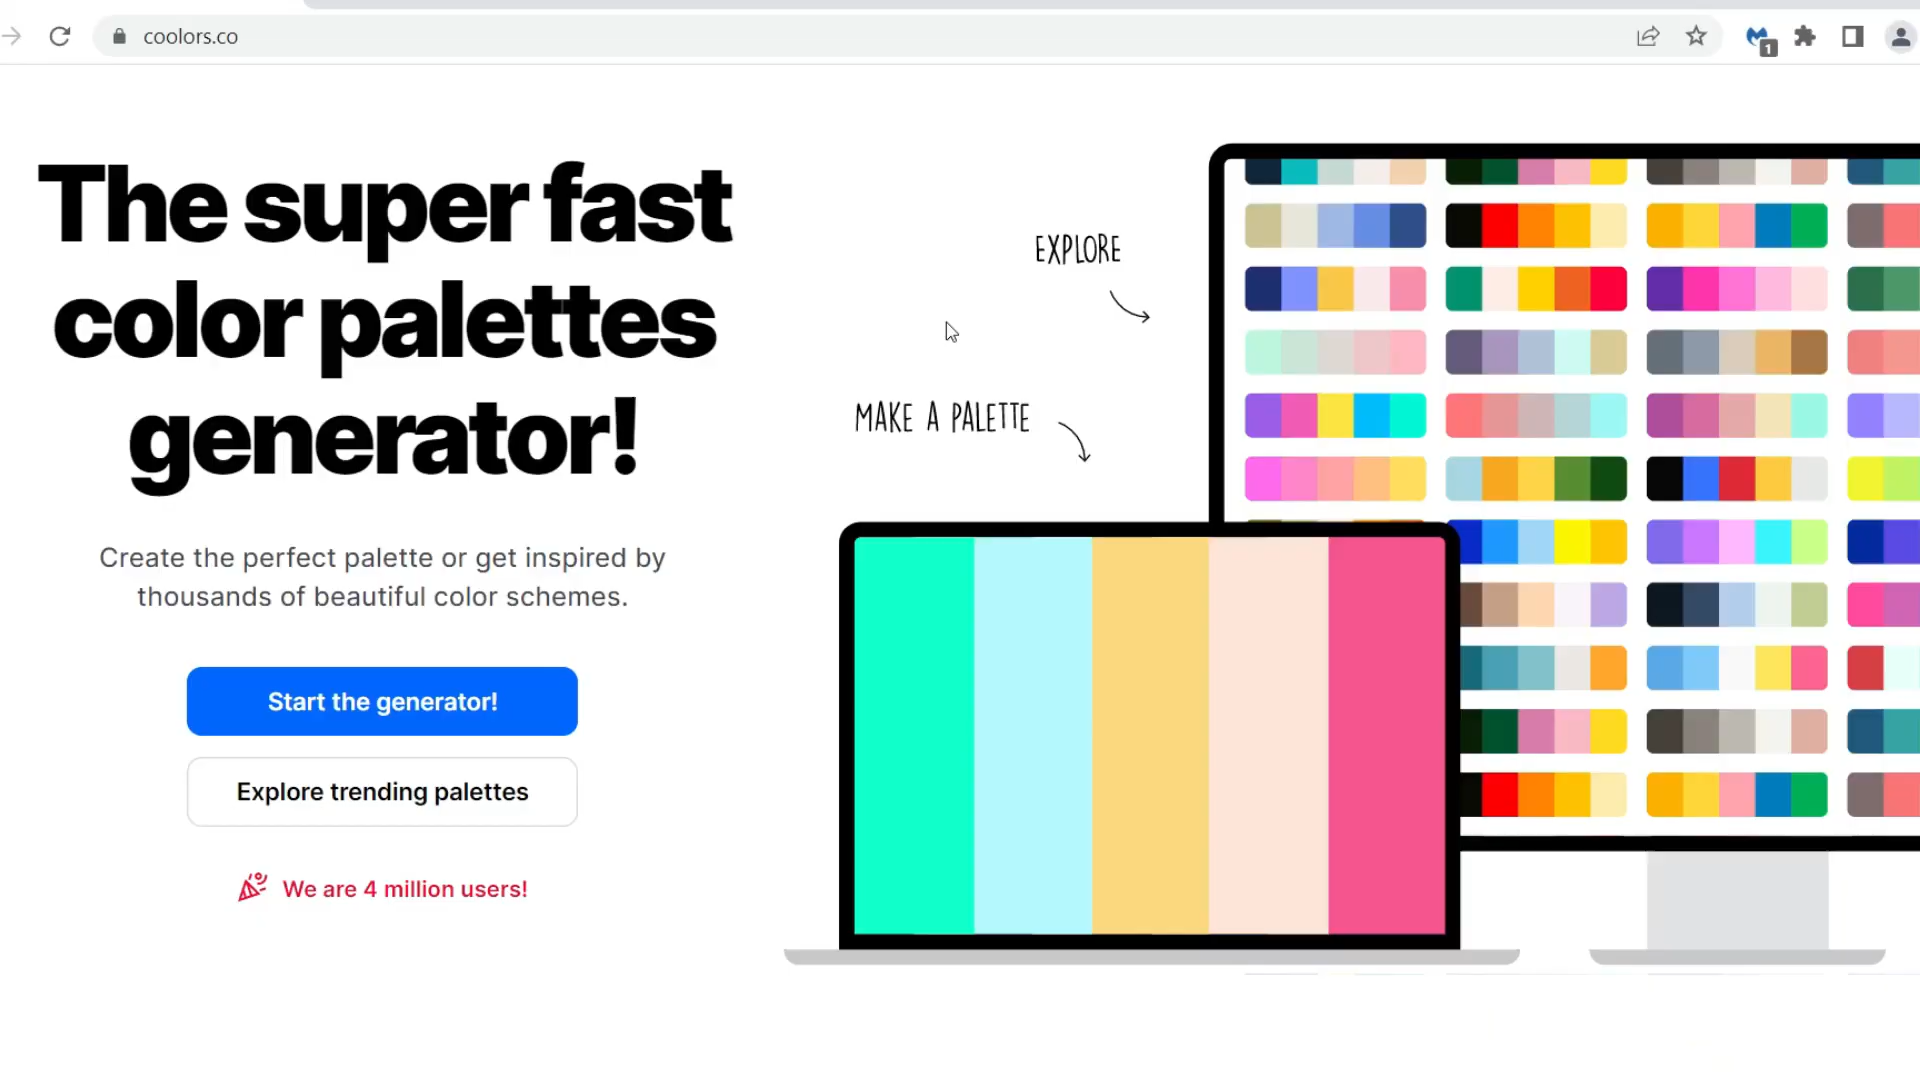 coolors.co
1
The super fast
color palettes
generator!
EXPLORE
MAKE A PALETTE
Create the perfect palette or get inspired by
thousands of beautiful color schemes.
Start the generator!
Explore trending palettes
We are 4 million users!